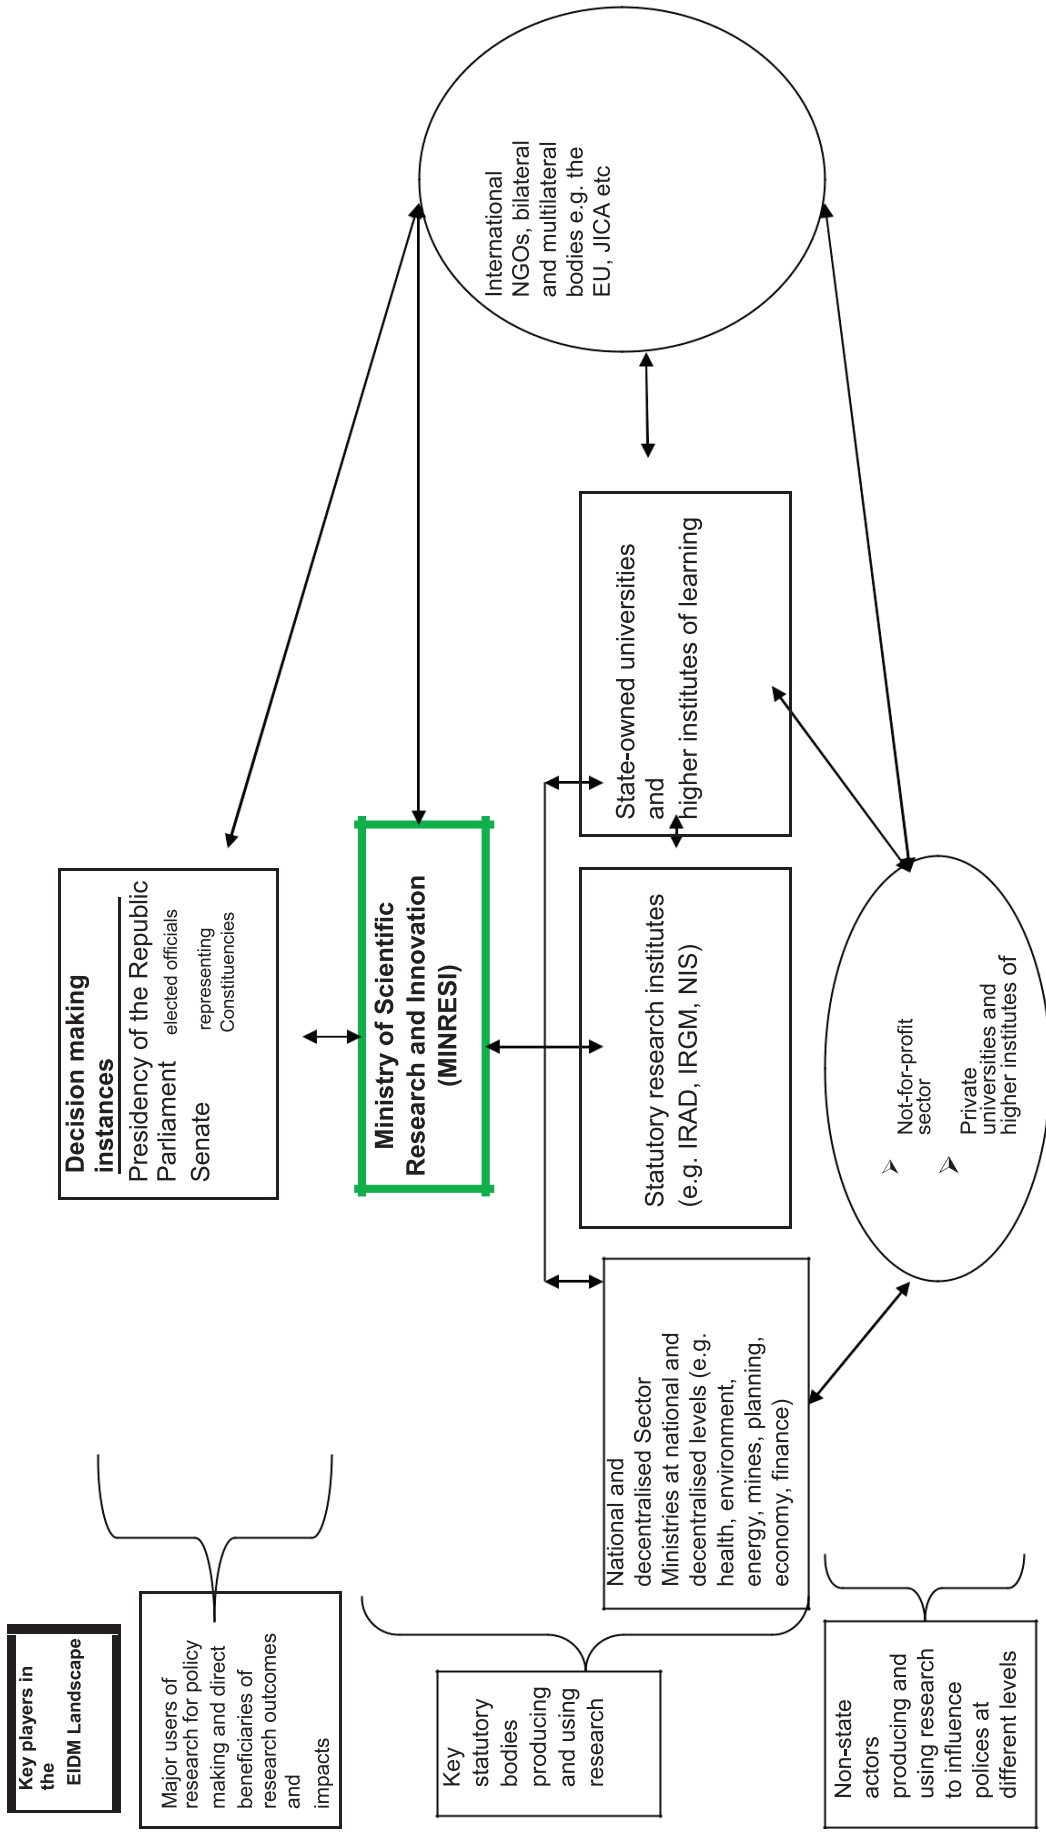 Key players in
the
EIDM Landscape
Major users of
research for policy
making and direct
beneficiaries of
research outcomes
and
impacts
Decision making
instances
Presidency of the Republic
Parliament elected officials
representing
Senate Constituencies
Key
statutory
bodies
producing
and using
research
Ministry of Scientific
Research and Innovation
(MINRESI)
National and
decentralised Sector
Ministries at national and
decentralised levels (e.g.
health, environment,
energy, mines, planning,
economy, finance)
Statutory research institutes
(e.g. IRAD, IRGM, NIS)
State-owned universities
and
higher institutes of learning
International
NGOs, bilateral
and multilateral
bodies e.g. the
EU, JICA etc
Non-state
actors
producing and
using research
to influence
polices at
different levels
Not-for-profit
sector
Private
universities and
higher institutes of